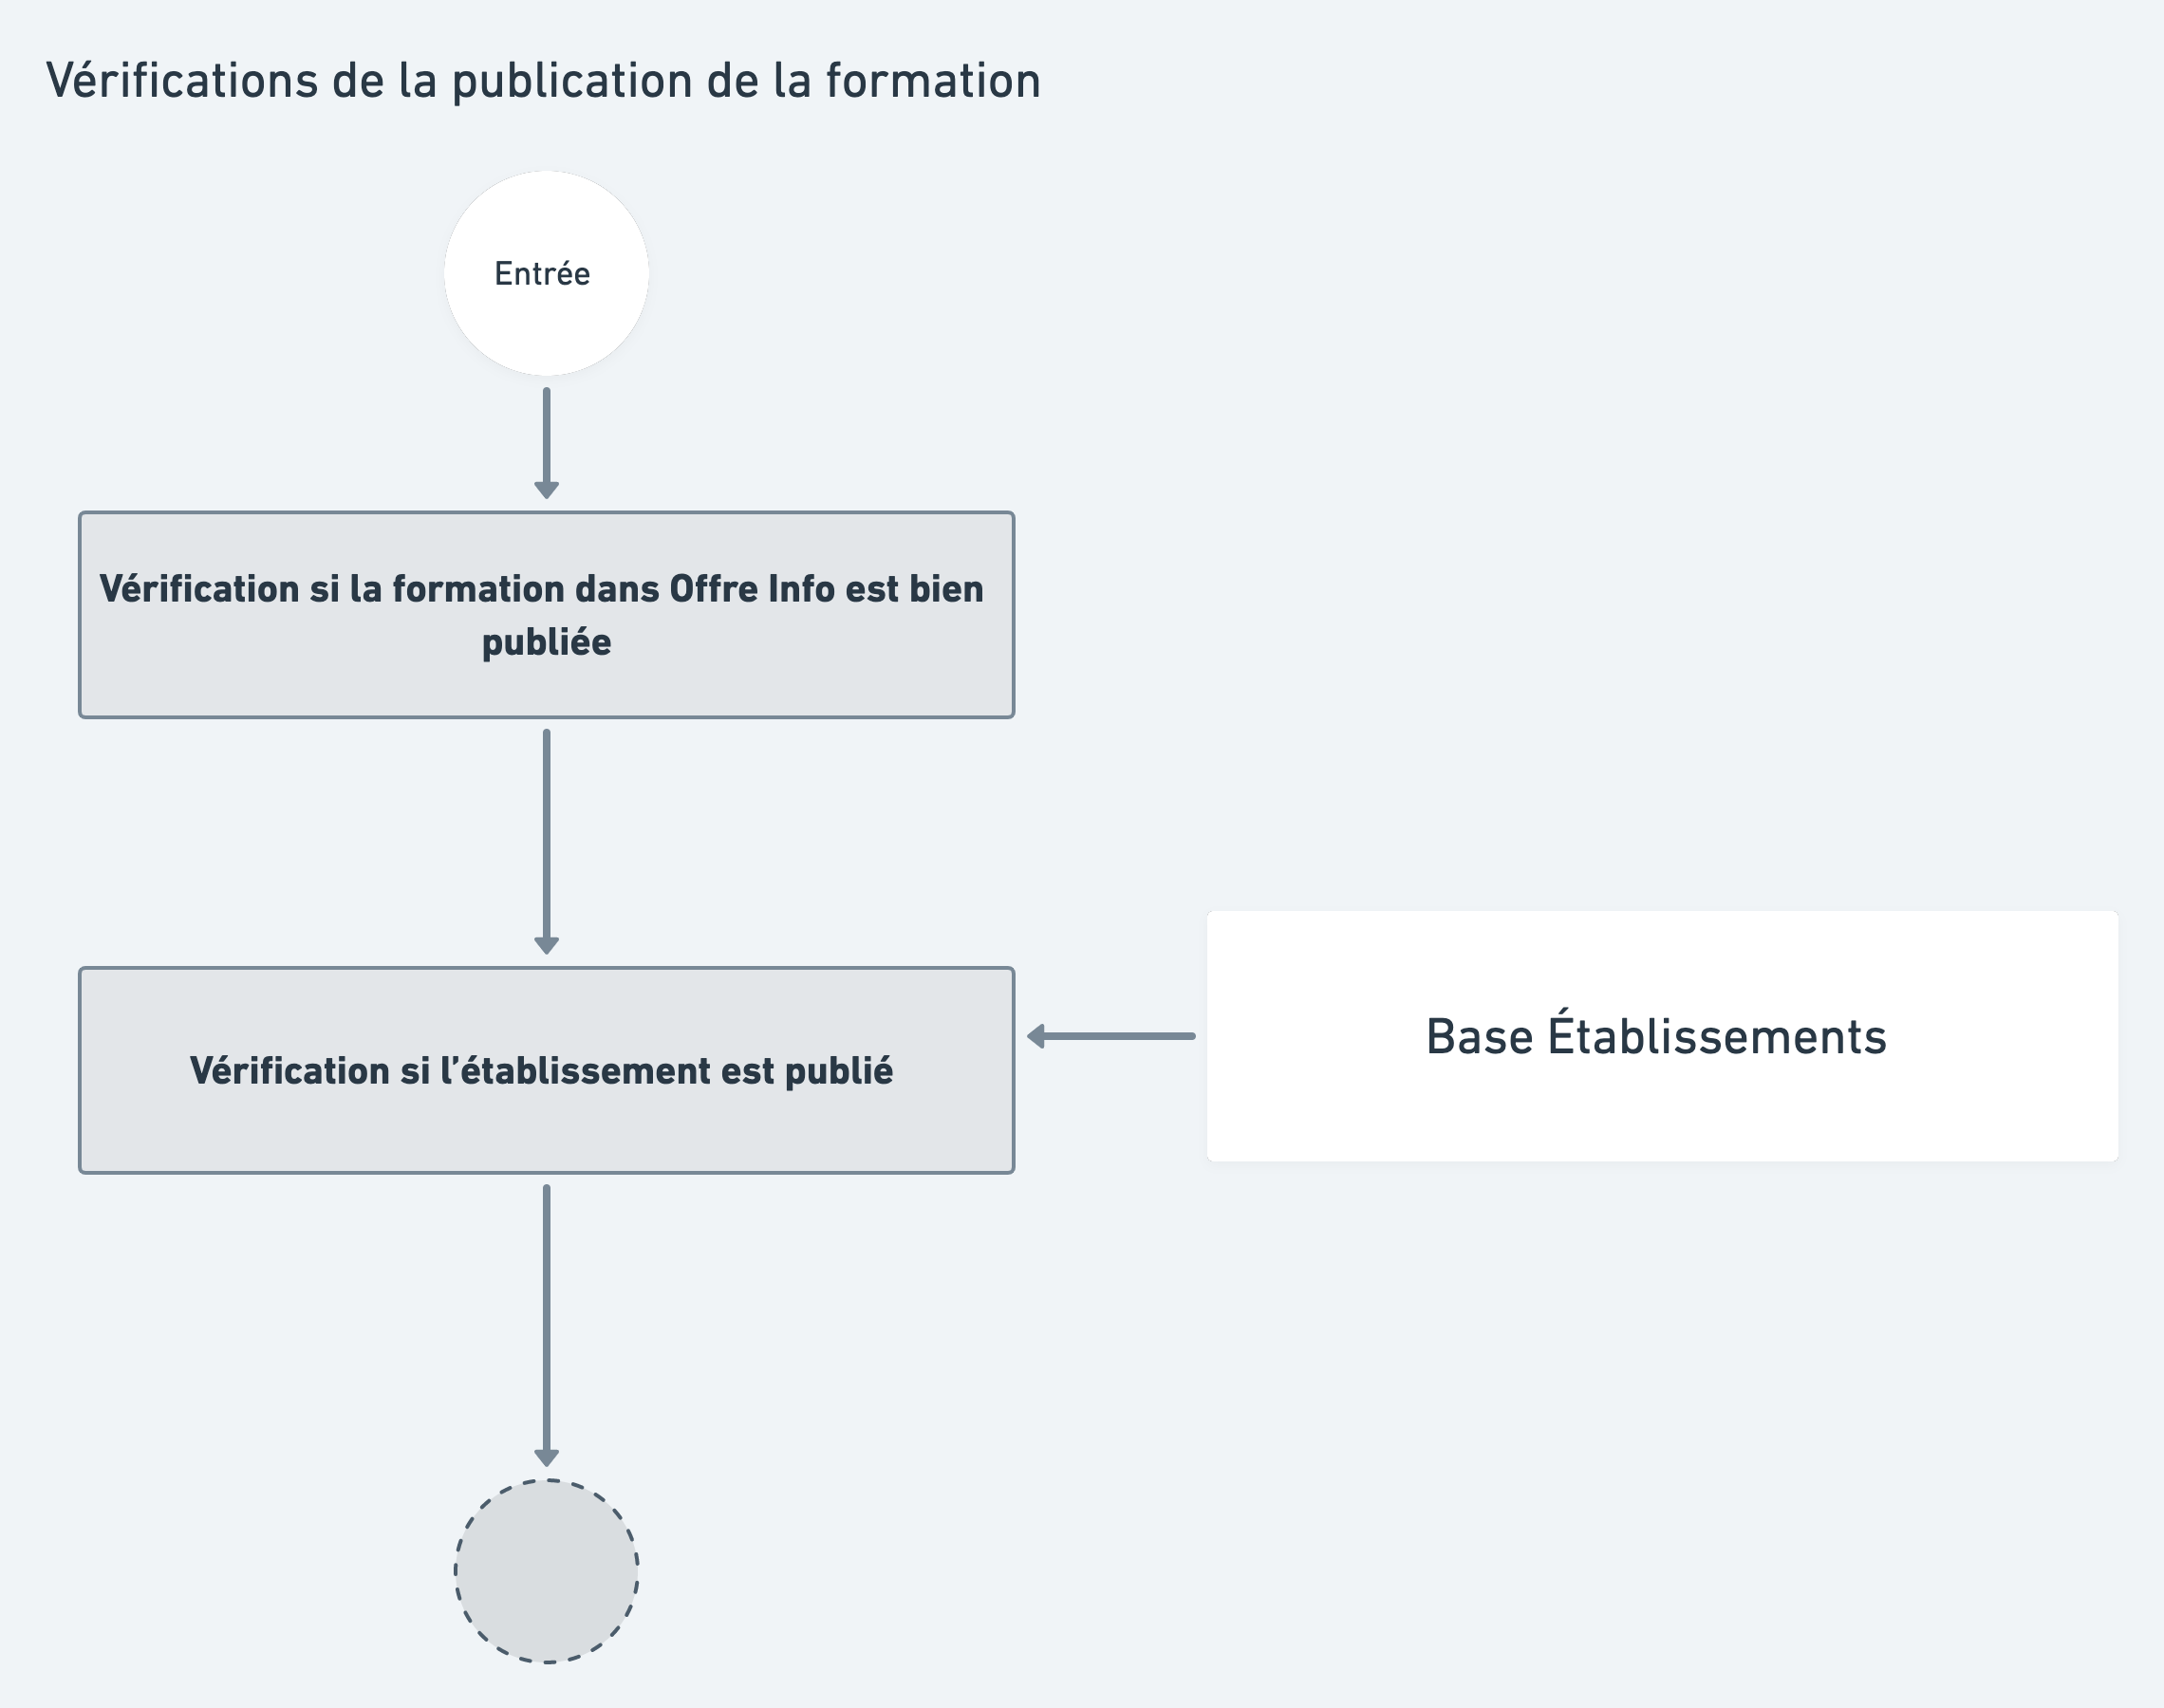 Vérifications de la publication de la formation
Entrée
Vérification si la formation dans Offre Info est bien
publiée
Vérification si l’établissement est publié
Base Établissements